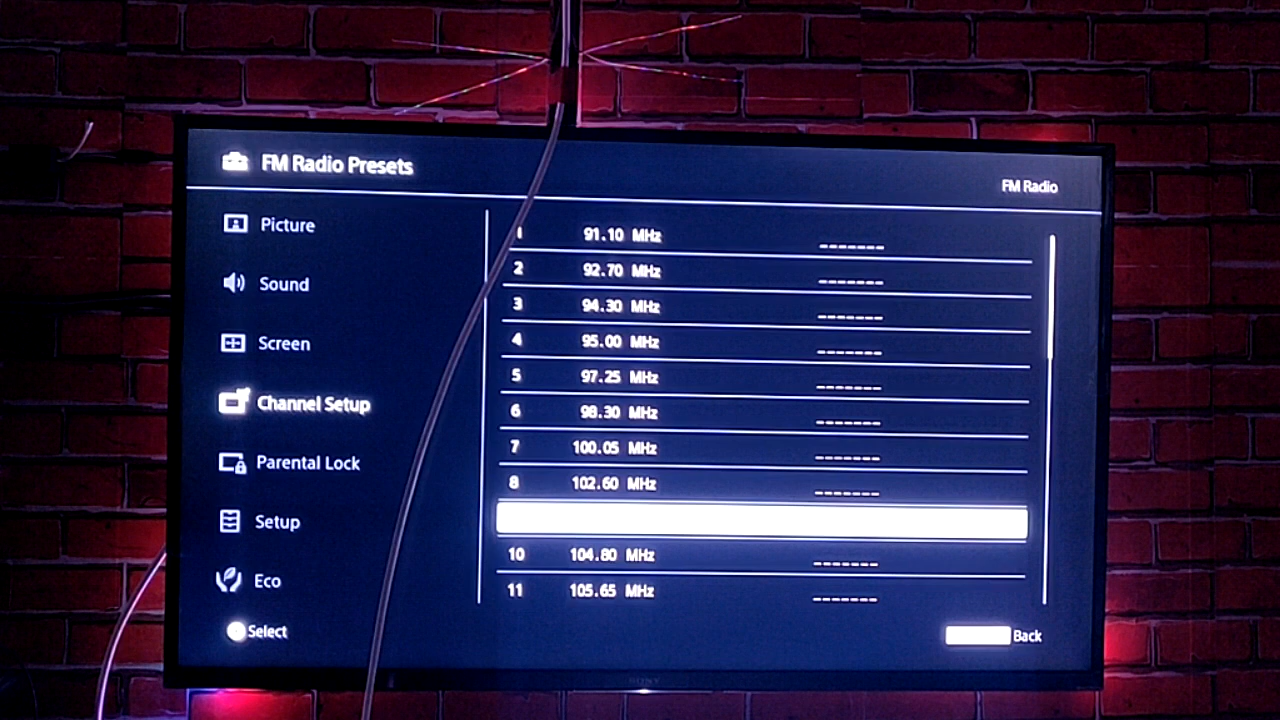 FM Radio Presets
FM Radio
Picture
Sound
Screen
Channel Setup
Parental Lock
Setup
Eco
Select
1 91.10 MHz -------
2 92.70 MHz -------
3 94.30 MHz -------
4 95.00 MHz -------
5 97.25 MHz -------
6 98.30 MHz -------
7 100.05 MHz -------
8 102.60 MHz -------
10 104.80 MHz -------
11 105.65 MHz -------
Back
SONY